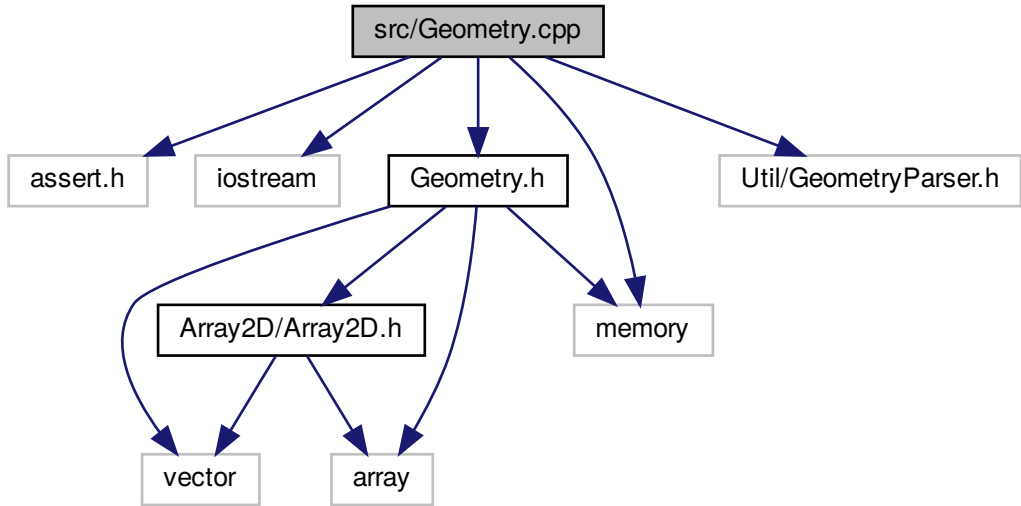 src/Geometry.cpp
assert.h
iostream
Geometry.h
Util/GeometryParser.h
Array2D/Array2D.h
memory
vector
array